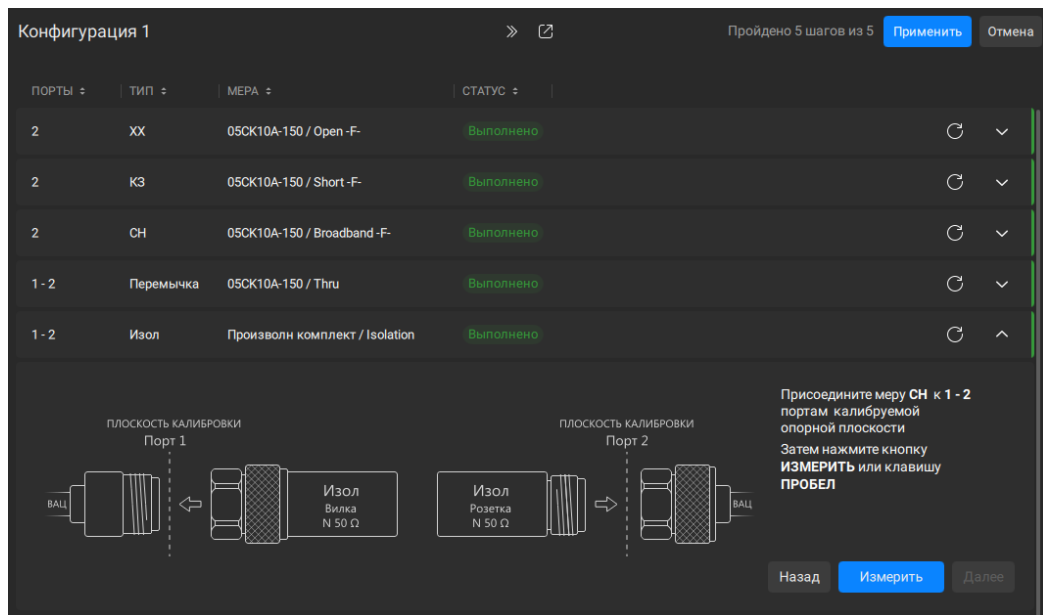 Конфигурация 1
Пройдено 5 шагов из 5
Применить
Отмена
ПОРТЫ ТИП МЕРА СТАТУС
2 ХХ 05CK10A-150 / Open -F- Выполнено
2 КЗ 05CK10A-150 / Short -F- Выполнено
2 СН 05CK10A-150 / Broadband -F- Выполнено
1 - 2 Перемычка 05CK10A-150 / Thru Выполнено
1 - 2 Изол Произволн комплект / Isolation Выполнено
ПЛОСКОСТЬ КАЛИБРОВКИ
Порт 1
ВАЦ
Изол
Вилка
N 50 Ω
ПЛОСКОСТЬ КАЛИБРОВКИ
Порт 2
Изол
Розетка
N 50 Ω
ВАЦ
Присоедините меру СН к 1 - 2
портам калибруемой
опорной плоскости
Затем нажмите кнопку
ИЗМЕРИТЬ или клавишу
ПРОБЕЛ
Назад
Измерить
Далее